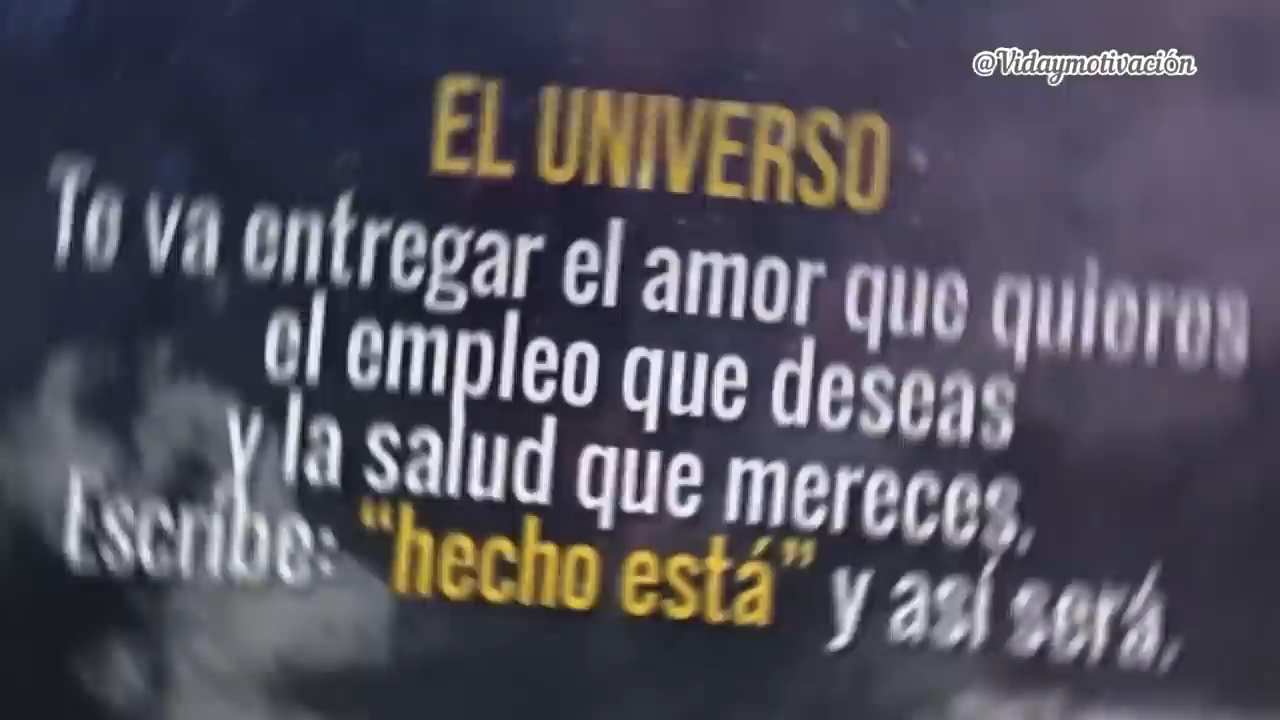 @Vidaymotivación
EL UNIVERSO
Te va entregar el amor que quieres
el empleo que deseas
y la salud que mereces,
Escribe: "hecho está" y así será.